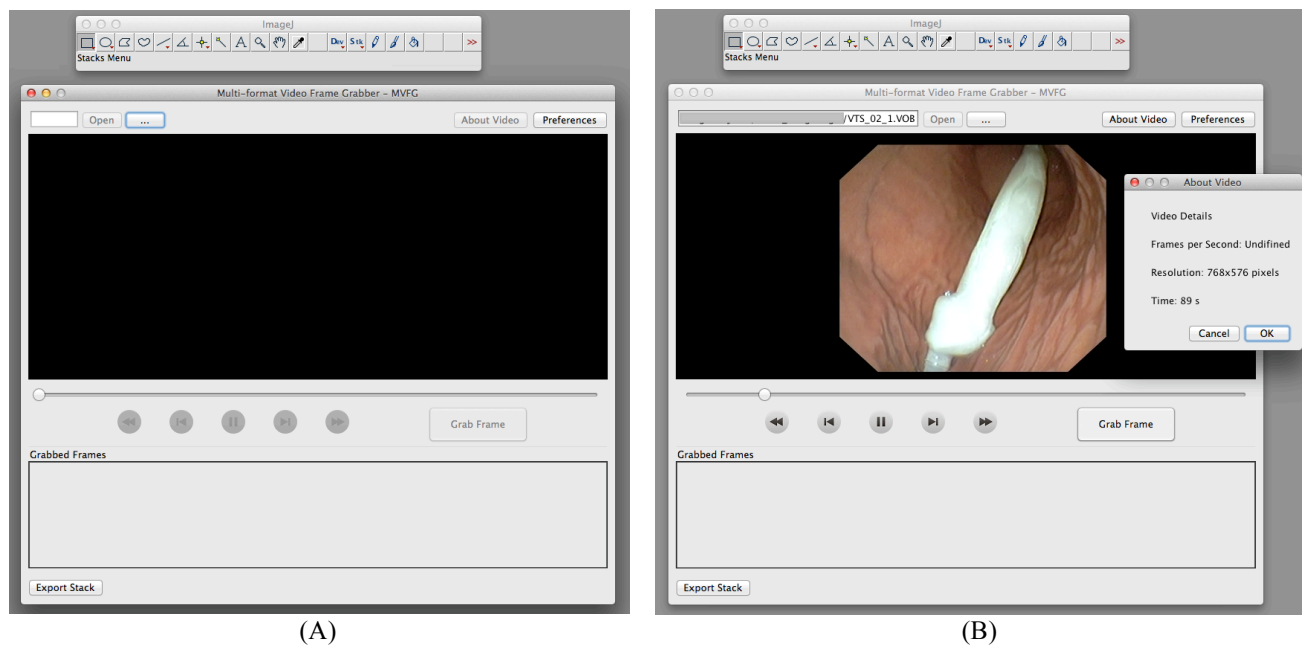 ImageJ
A Dev Stk >>
Stacks Menu
Multi-format Video Frame Grabber - MVFG
Open ... About Video Preferences
Grab Frame
Grabbed Frames
Export Stack
(A)
ImageJ
A Dev Stk >>
Stacks Menu
Multi-format Video Frame Grabber - MVFG
/VTS_02_1.VOB Open ... About Video Preferences
About Video
Video Details
Frames per Second: Undifined
Resolution: 768x576 pixels
Time: 89 s
Cancel OK
Grab Frame
Grabbed Frames
Export Stack
(B)